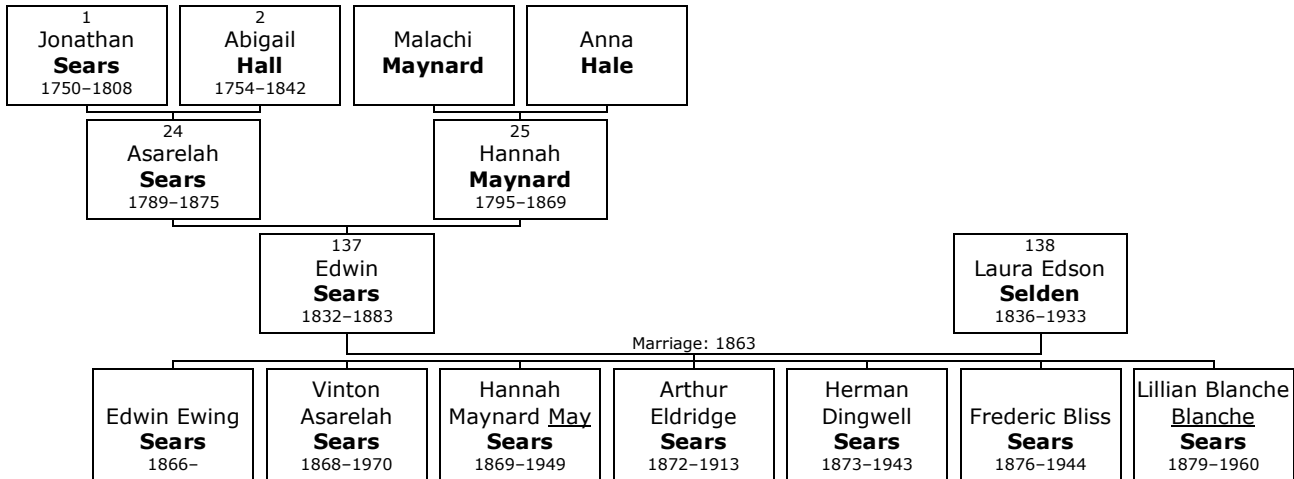 1
Jonathan
Sears
1750–1808
2
Abigail
Hall
1754–1842
Malachi
Maynard
Anna
Hale
24
Asarelah
Sears
1789–1875
25
Hannah
Maynard
1795–1869
137
Edwin
Sears
1832–1883
138
Laura Edson
Selden
1836–1933
Marriage: 1863
Edwin Ewing
Sears
1866–
Vinton
Asarelah
Sears
1868–1970
Hannah
Maynard May
Sears
1869–1949
Arthur
Eldridge
Sears
1872–1913
Herman
Dingwell
Sears
1873–1943
Frederic Bliss
Sears
1876–1944
Lillian Blanche
Blanche
Sears
1879–1960